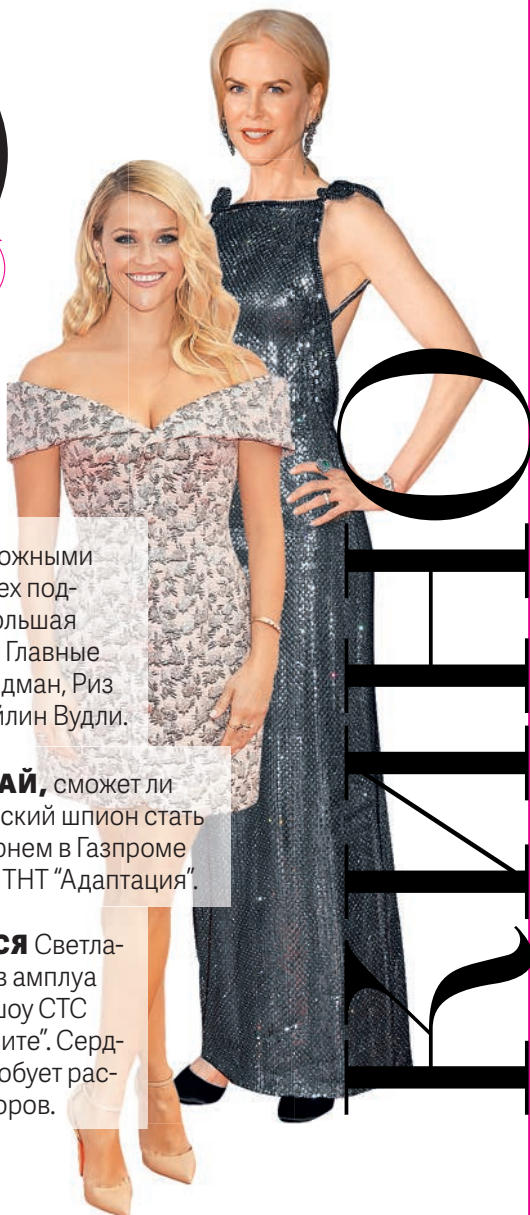 ожными
ех под-
ольшая
Главные
дман, Риз
йлин Вудли.
АЙ, сможет ли
ский шпион стать
рнем в Газпроме
ТНТ “Адаптация”.
СЯ Светла-
в амплуа
шоу СТС
ите”. Серд-
обует рас-
оров.
КИНО